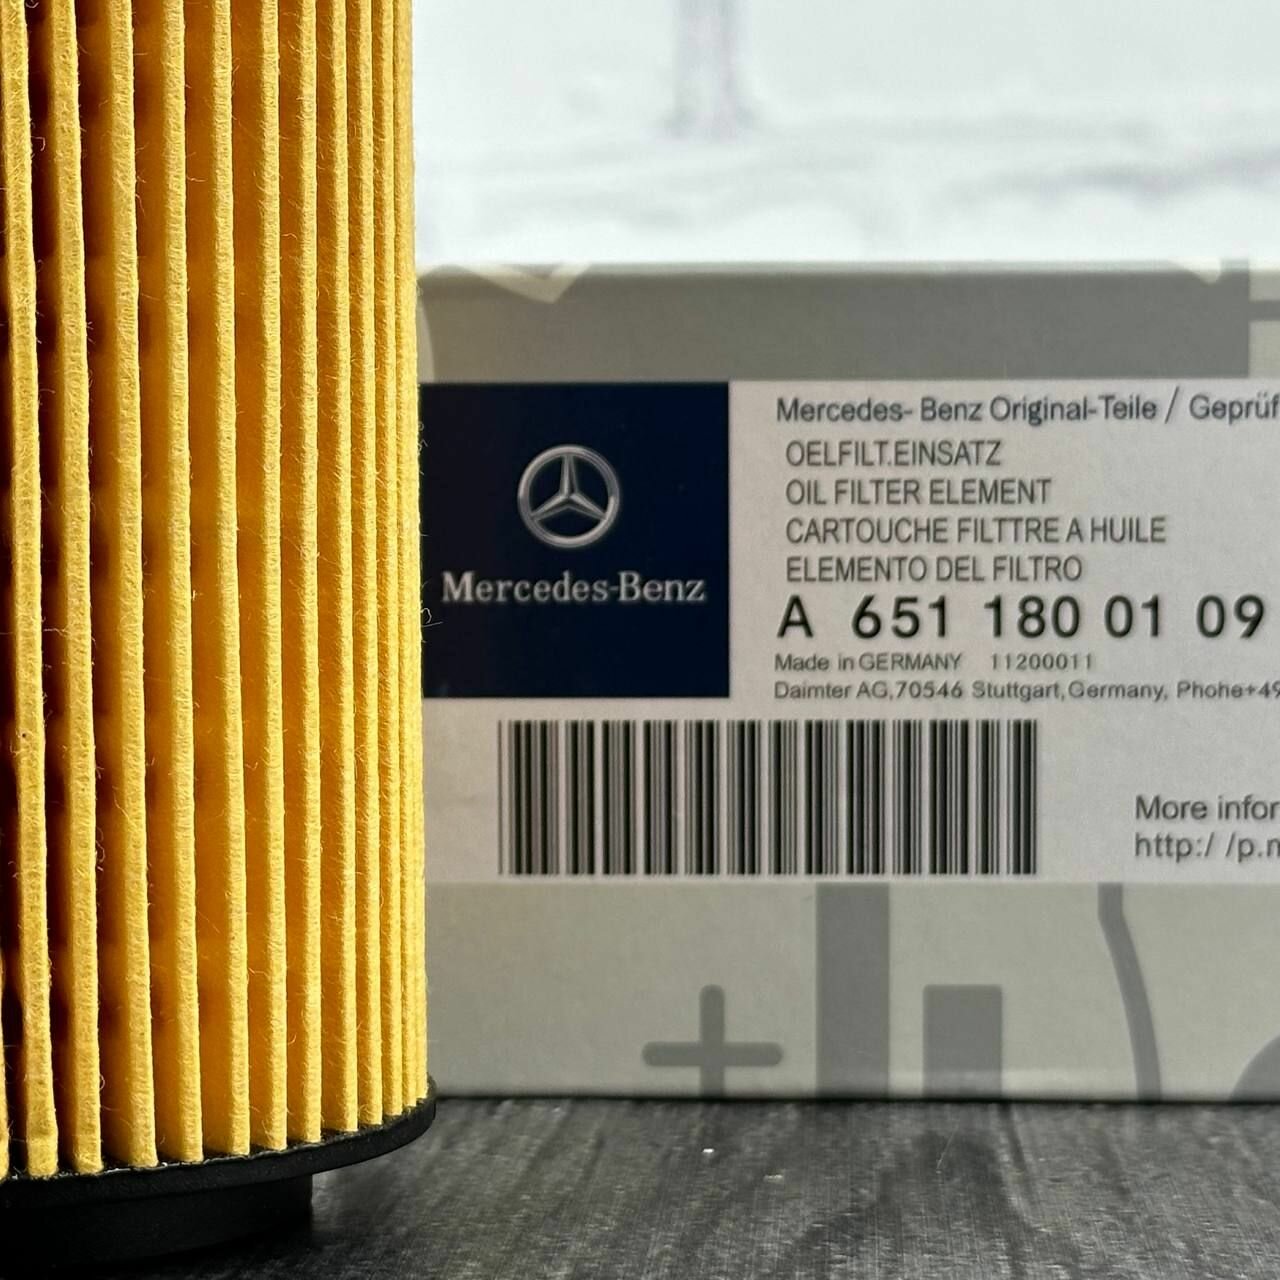 Mercedes-Benz
Mercedes- Benz Original-Teile / Geprüf
OELFILT.EINSATZ
OIL FILTER ELEMENT
CARTOUCHE FILTTRE A HUILE
ELEMENTO DEL FILTRO
A 651 180 01 09
Made in GERMANY 11200011
Daimter AG,70546 Stuttgart,Germany, Phohe+49
More infor
http:/ /p.m